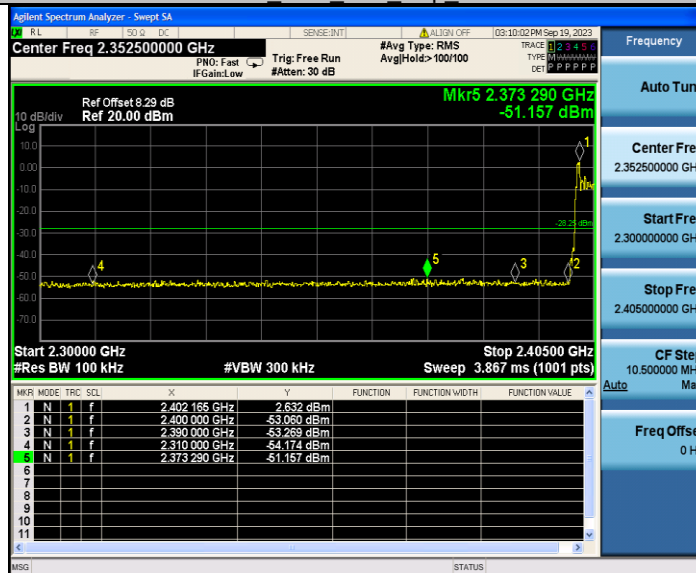 Agilent Spectrum Analyzer - Swept SA
RL RF 50 Ω DC SENSE:INT ALIGN OFF 03:10:02 PM Sep 19, 2023
Center Freq 2.352500000 GHz
PNO: Fast
IFGain:Low
Trig: Free Run
#Atten: 30 dB
#Avg Type: RMS
Avg|Hold:> 100/100
TRACE 1 2 3 4 5 6
TYPE M
DET P P P P P P
Ref Offset 8.29 dB
Ref 20.00 dBm
10 dB/div
Log
Mkr5 2.373 290 GHz
-51.157 dBm
10.0
0.00
-10.0
-20.0
-30.0
-40.0
-50.0
-60.0
-70.0
-28.25 dBm
1
4
5
3
2
Start 2.30000 GHz
Stop 2.40500 GHz
#Res BW 100 kHz
#VBW 300 kHz
Sweep 3.867 ms (1001 pts)
MKR MODE TRC SCL X Y FUNCTION FUNCTION WIDTH FUNCTION VALUE
1 N 1 f 2.402 165 GHz 2.632 dBm
2 N 1 f 2.400 000 GHz -53.060 dBm
3 N 1 f 2.390 000 GHz -53.269 dBm
4 N 1 f 2.310 000 GHz -54.174 dBm
5 N 1 f 2.373 290 GHz -51.157 dBm
6
7
8
9
10
11
MSG STATUS
Frequency
Auto Tun
Center Fre
2.352500000 GH
Start Fre
2.300000000 GH
Stop Fre
2.405000000 GH
CF Ste
10.500000 MH
Auto Ma
Freq Offse
0 H